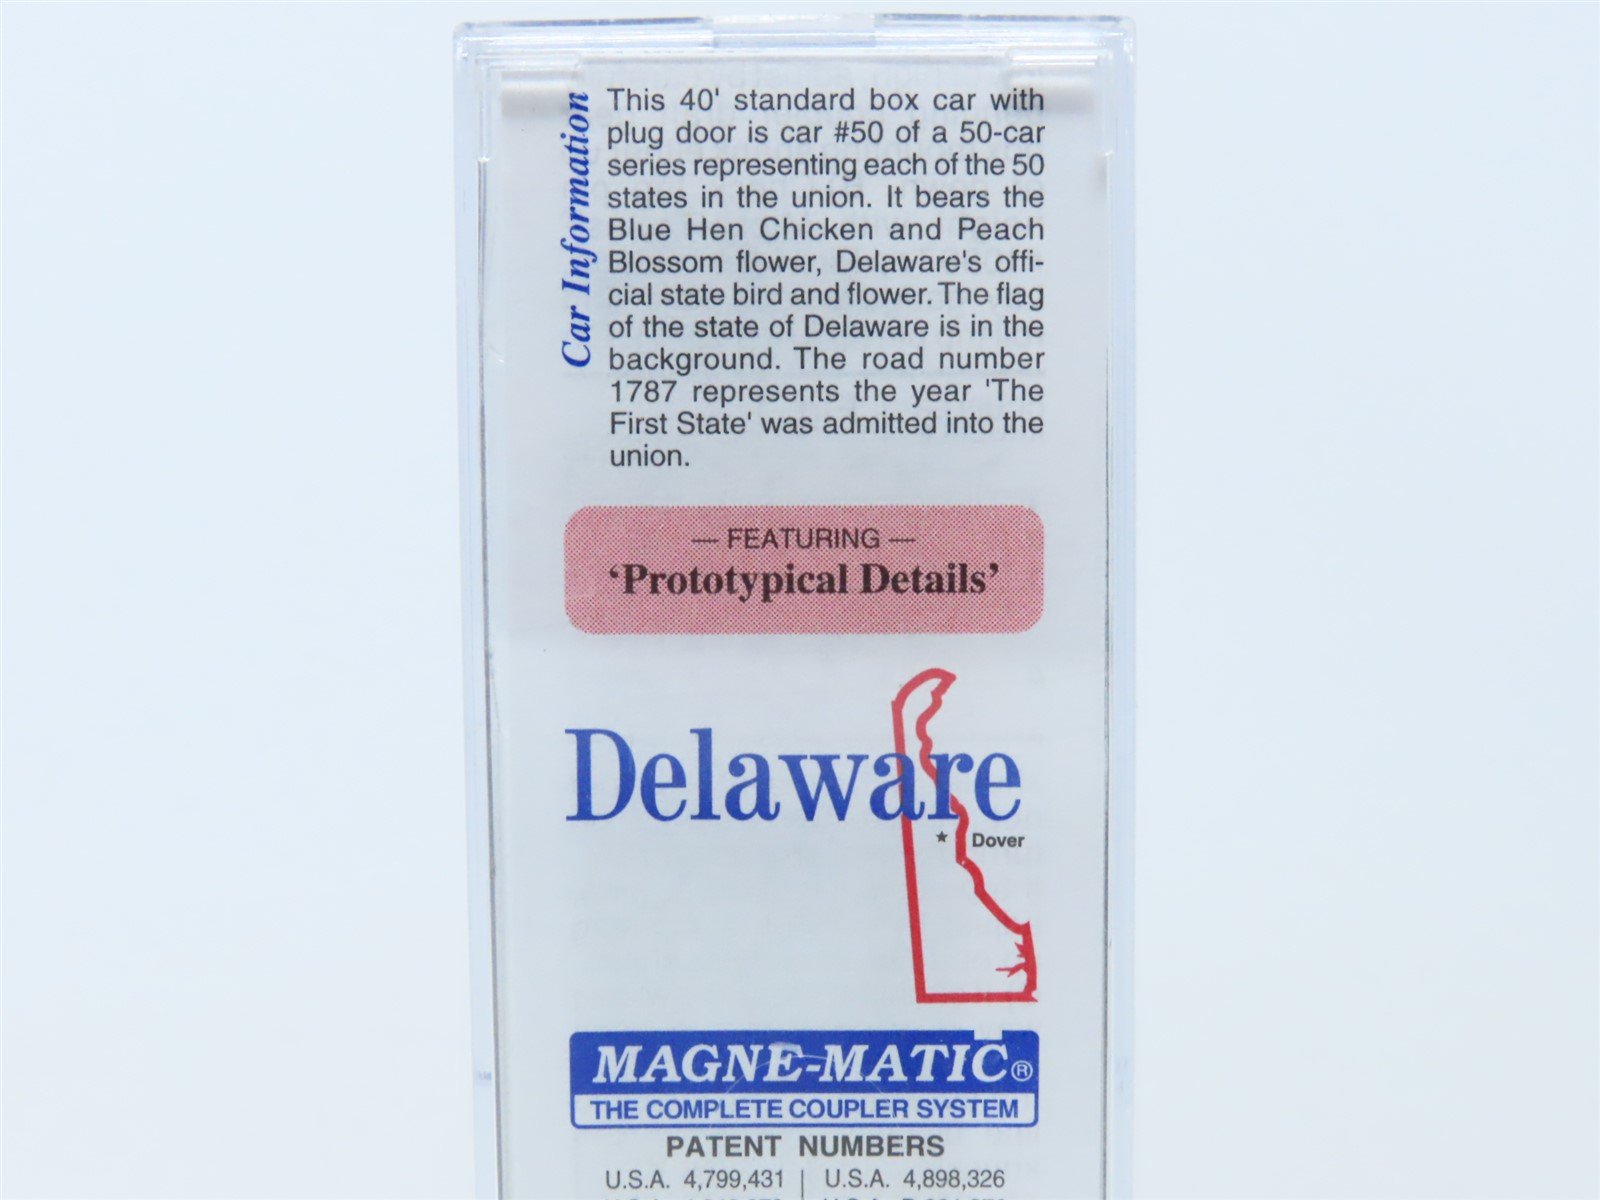 Car Information
This 40' standard box car with
plug door is car #50 of a 50-car
series representing each of the 50
states in the union. It bears the
Blue Hen Chicken and Peach
Blossom flower, Delaware's offi-
cial state bird and flower. The flag
of the state of Delaware is in the
background. The road number
1787 represents the year 'The
First State' was admitted into the
union.
— FEATURING —
‘Prototypical Details’
Delaware
★ Dover
MAGNE-MATIC®
THE COMPLETE COUPLER SYSTEM
PATENT NUMBERS
U.S.A. 4,799,431 | U.S.A. 4,898,326